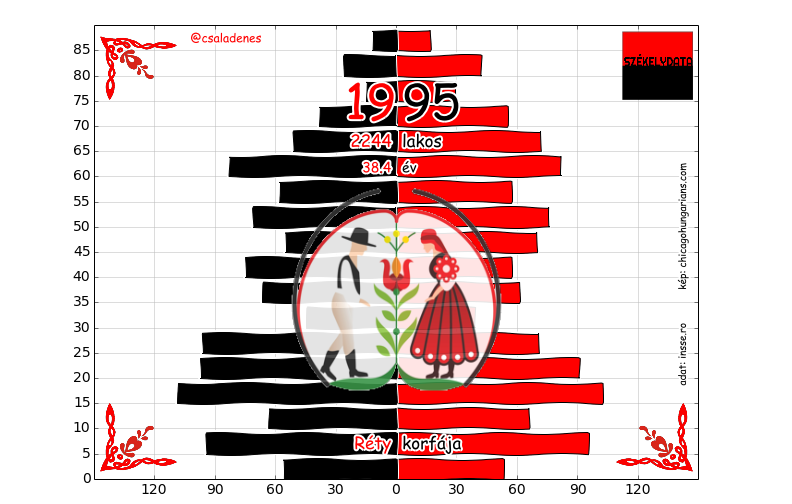 @csaladenes
SZÉKELYDATA
1995
2244 lakos
38.4 év
kép: chicagohungarians.com
adat: insse.ro
Réty korfája
85
80
75
70
65
60
55
50
45
40
35
30
25
20
15
10
5
0
120 90 60 30 0 30 60 90 120